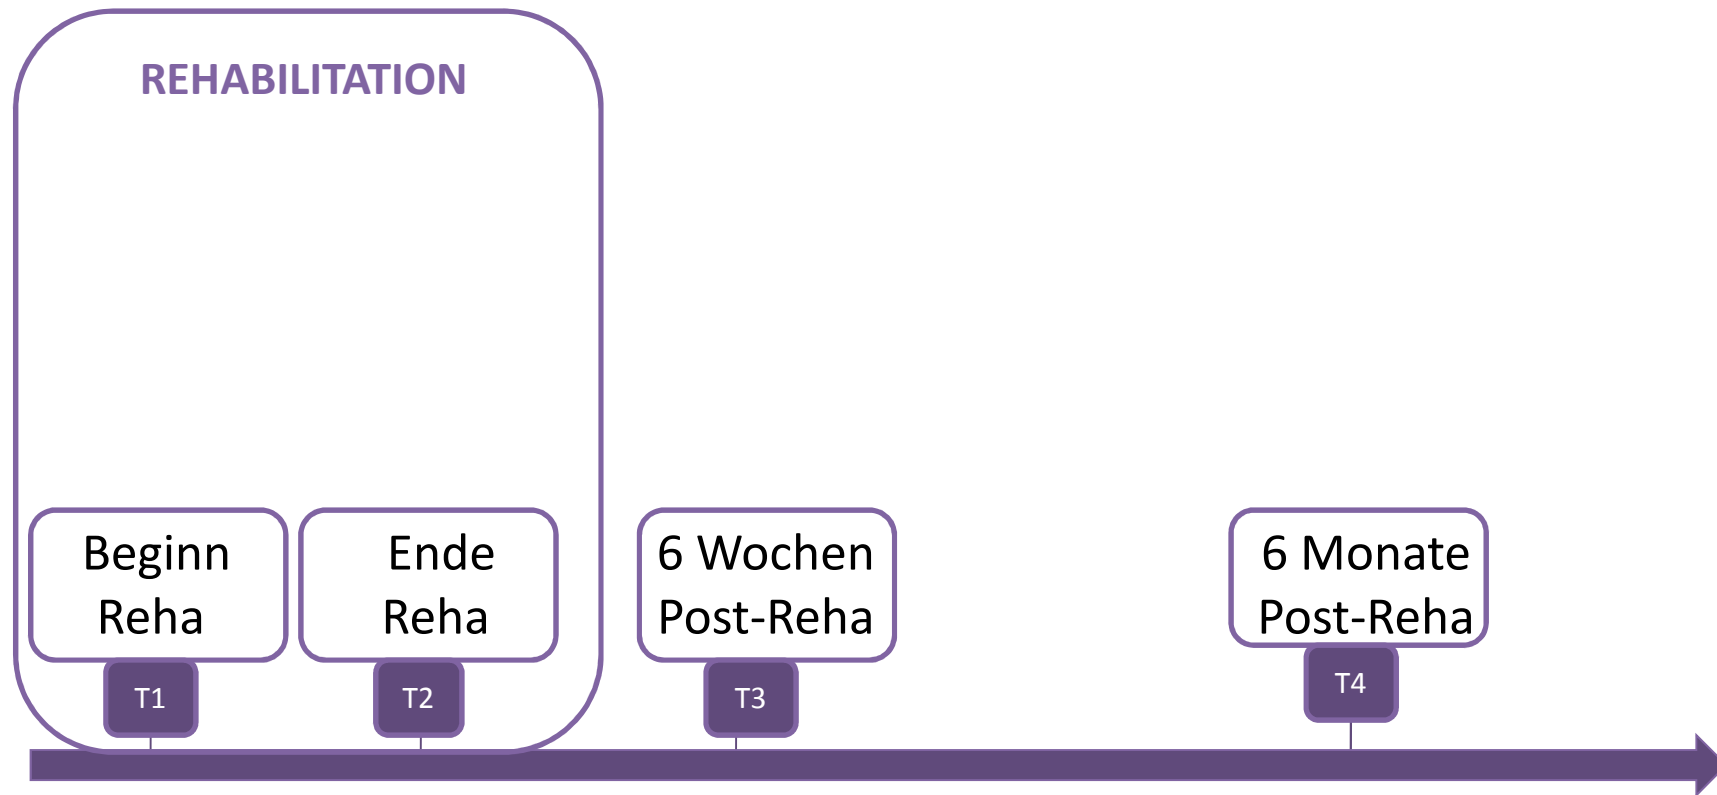 REHABILITATION
Beginn
Reha
Ende
Reha
6 Wochen
Post-Reha
6 Monate
Post-Reha
T1
T2
T3
T4